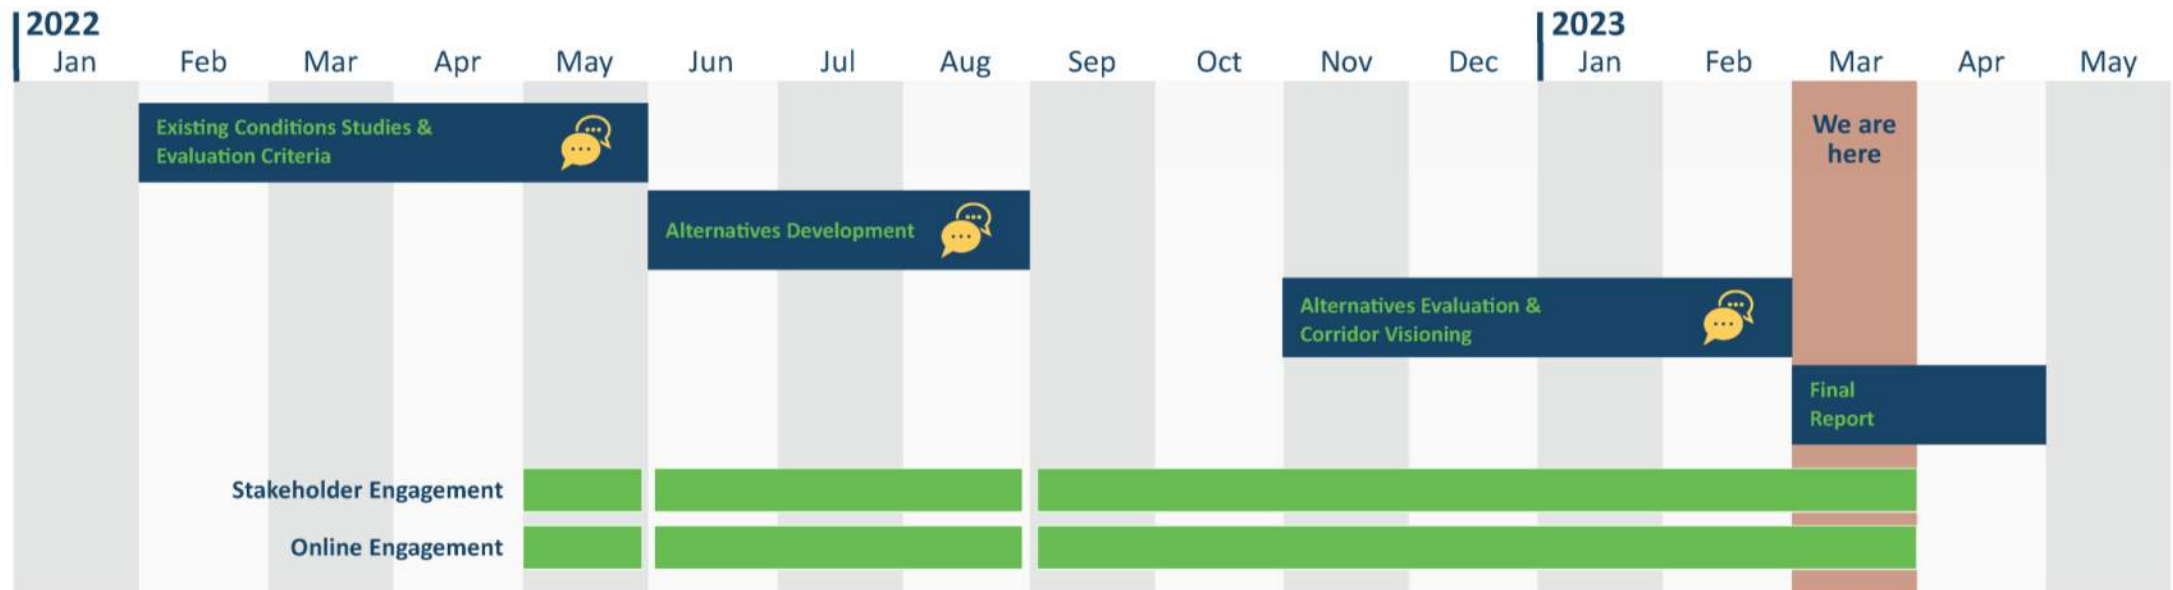 2022
2023
Jan Feb Mar Apr May Jun Jul Aug Sep Oct Nov Dec Jan Feb Mar Apr May
Existing Conditions Studies &
Evaluation Criteria
We are
here
Alternatives Development
Alternatives Evaluation &
Corridor Visioning
Final
Report
Stakeholder Engagement
Online Engagement